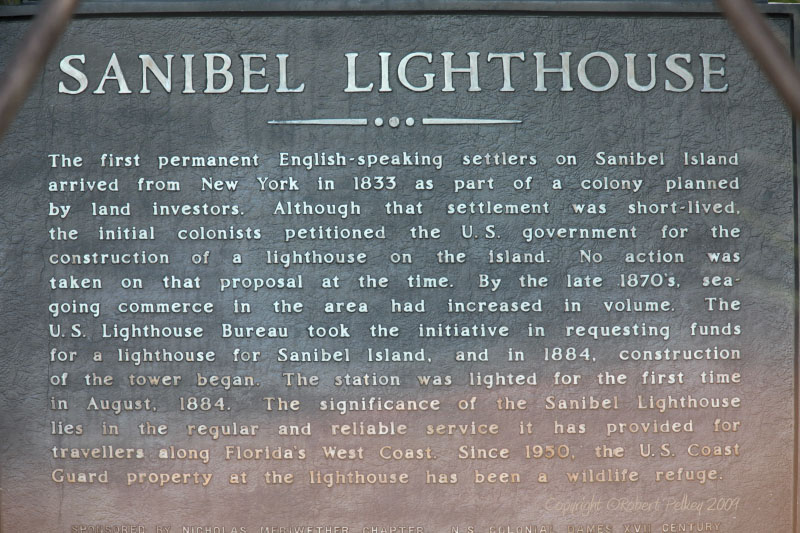 SANIBEL LIGHTHOUSE
The first permanent English-speaking settlers on Sanibel Island
arrived from New York in 1833 as part of a colony planned
by land investors. Although that settlement was short-lived,
the initial colonists petitioned the U.S. government for the
construction of a lighthouse on the island. No action was
taken on that proposal at the time. By the late 1870's, sea-
going commerce in the area had increased in volume. The
U.S. Lighthouse Bureau took the initiative in requesting funds
for a lighthouse for Sanibel Island, and in 1884, construction
of the tower began. The station was lighted for the first time
in August, 1884. The significance of the Sanibel Lighthouse
lies in the regular and reliable service it has provided for
travellers along Florida's West Coast. Since 1950, the U.S. Coast
Guard property at the lighthouse has been a wildlife refuge.
Copyright ©Robert Pelkey 2009
SPONSORED BY NICHOLAS MERIWETHER CHAPTER, N.S. COLONIAL DAMES XVII CENTURY